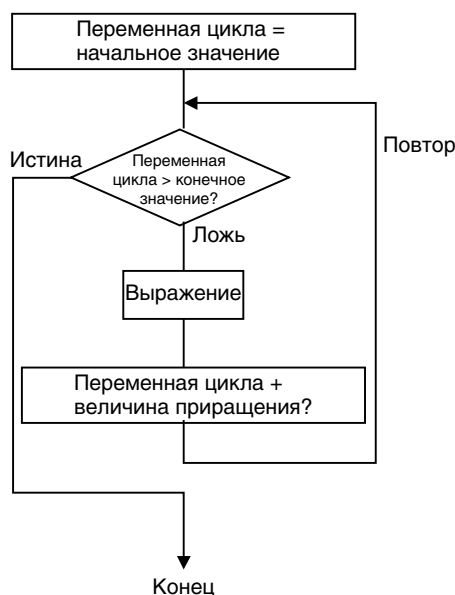 Переменная цикла =
начальное значение
Повтор
Истина
Переменная
цикла > конечное
значение?
Ложь
Выражение
Переменная цикла +
величина приращения?
Конец